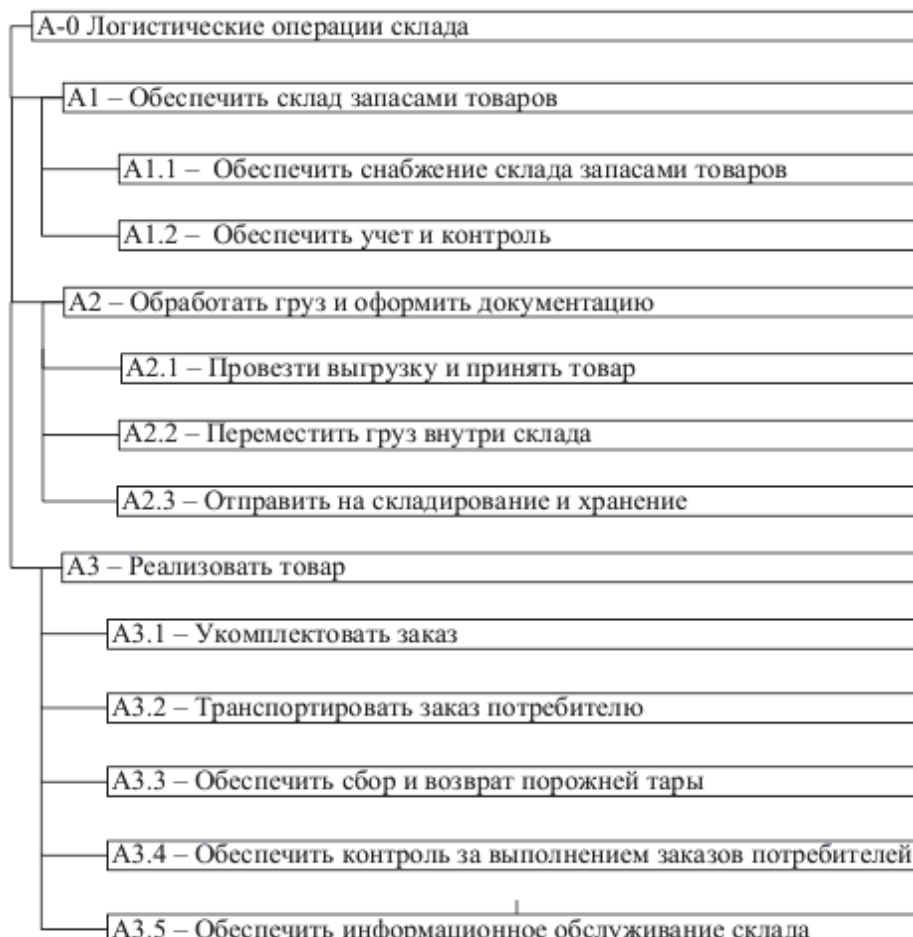 А-0 Логистические операции склада
А1 – Обеспечить склад запасами товаров
А1.1 – Обеспечить снабжение склада запасами товаров
А1.2 – Обеспечить учет и контроль
А2 – Обработать груз и оформить документацию
А2.1 – Провезти выгрузку и принять товар
А2.2 – Переместить груз внутри склада
А2.3 – Отправить на складирование и хранение
А3 – Реализовать товар
А3.1 – Укомплектовать заказ
А3.2 – Транспортировать заказ потребителю
А3.3 – Обеспечить сбор и возврат порожней тары
А3.4 – Обеспечить контроль за выполнением заказов потребителей
А3.5 – Обеспечить информационное обслуживание склада